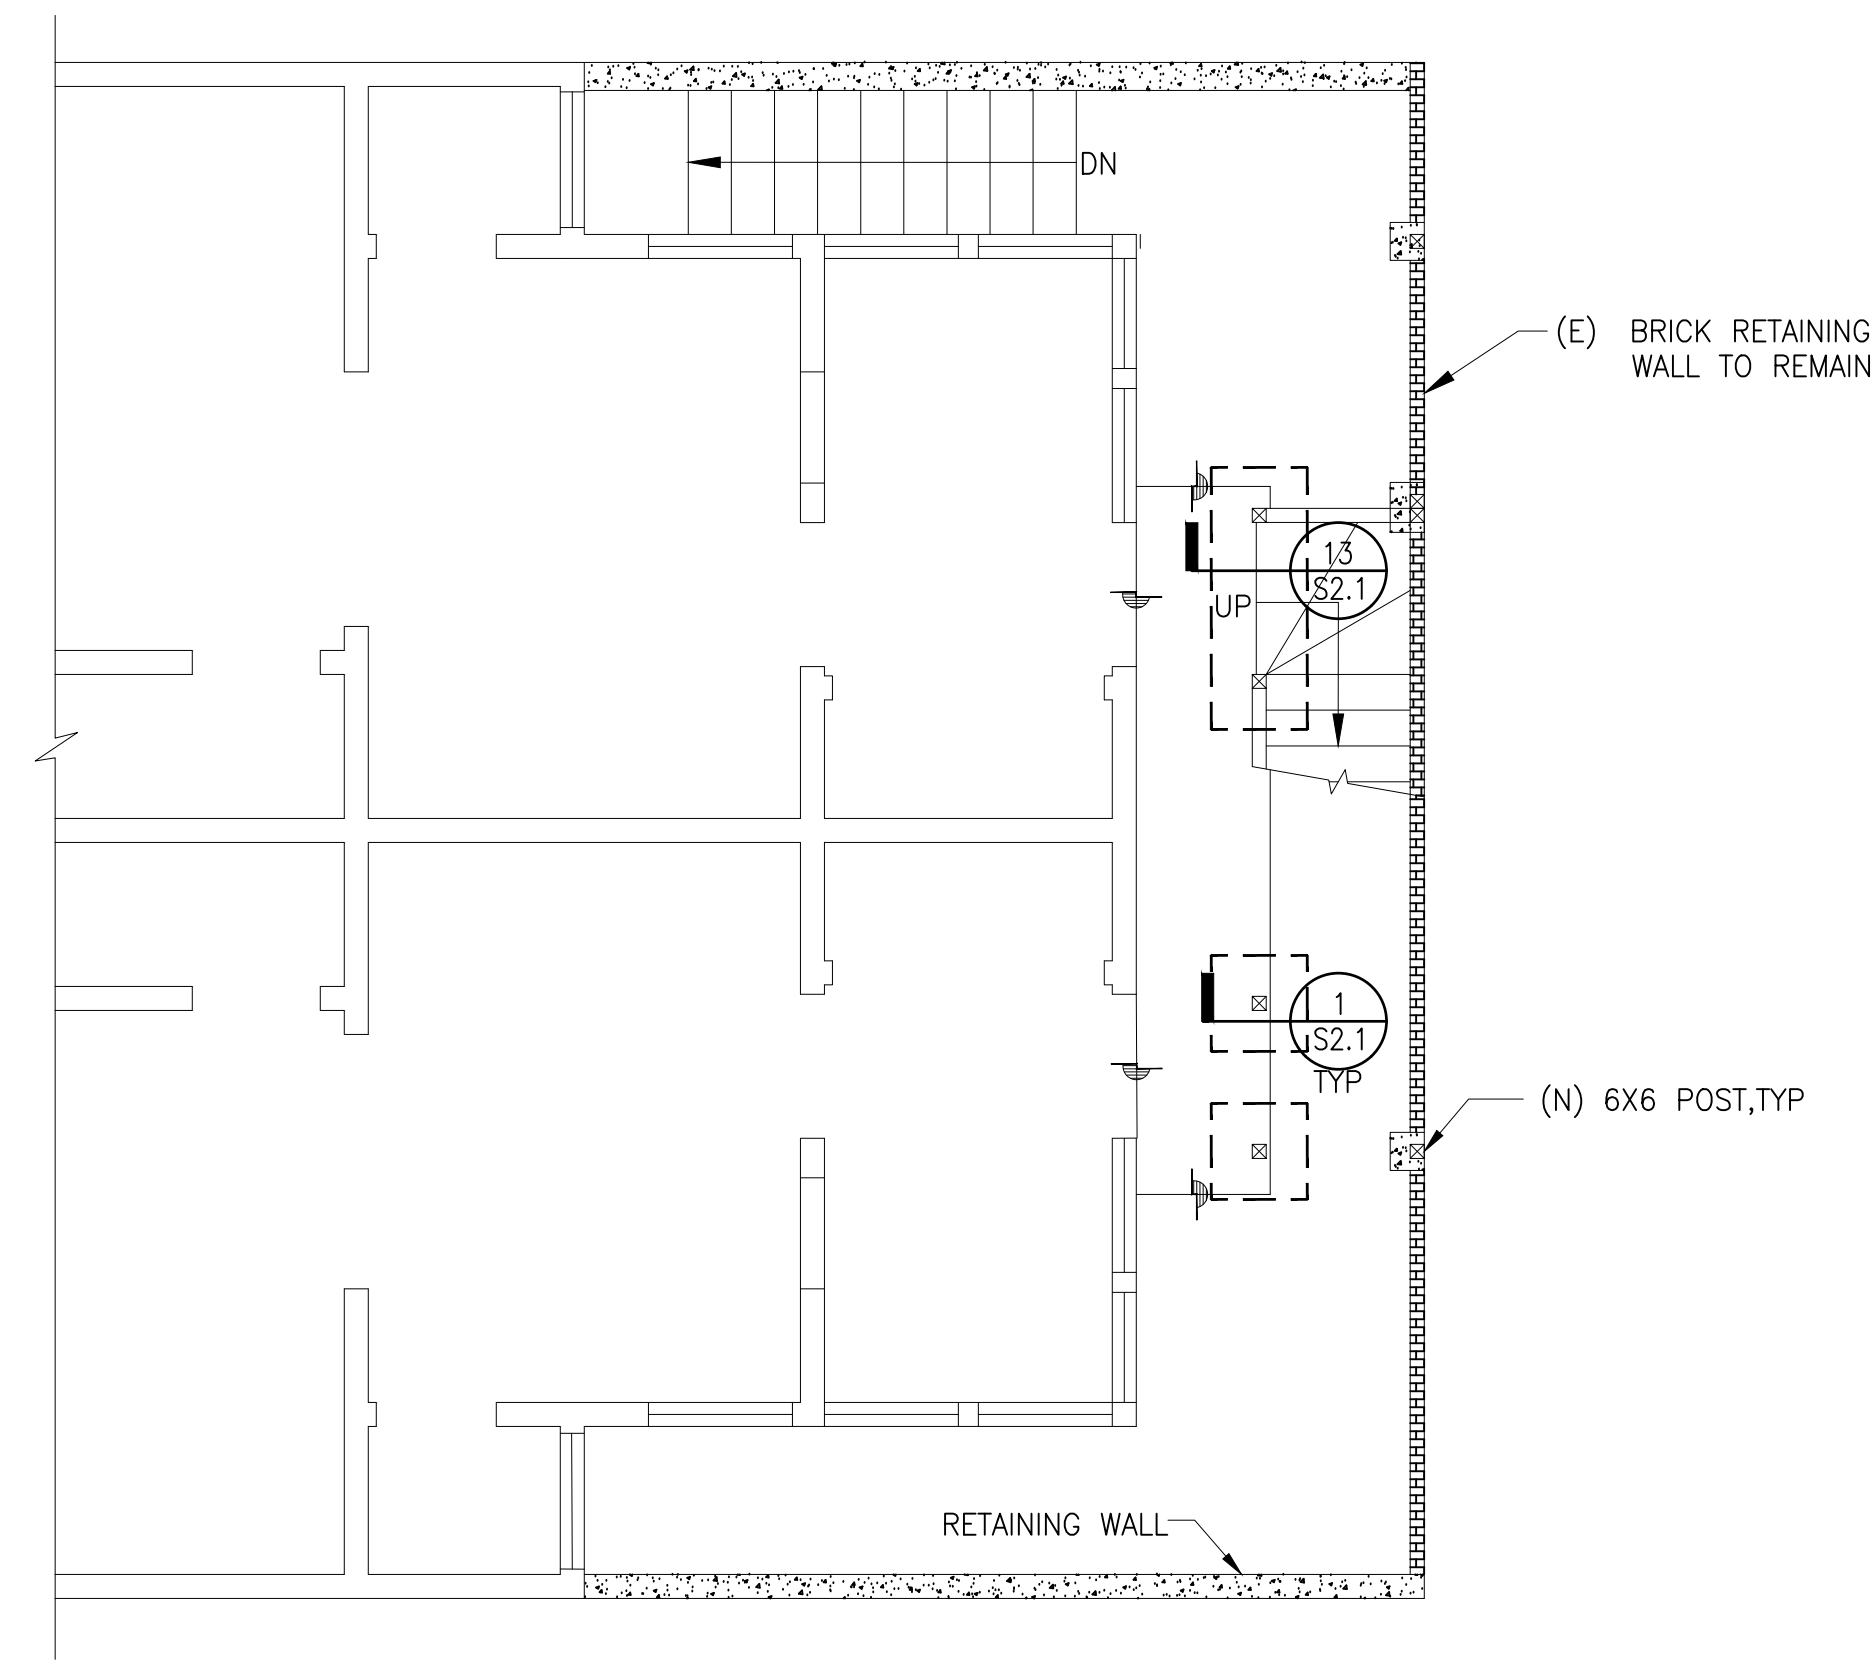 DN
(E) BRICK RETAINING
WALL TO REMAIN
13
S2.1
UP
1
S2.1
TYP
(N) 6X6 POST,TYP
RETAINING WALL